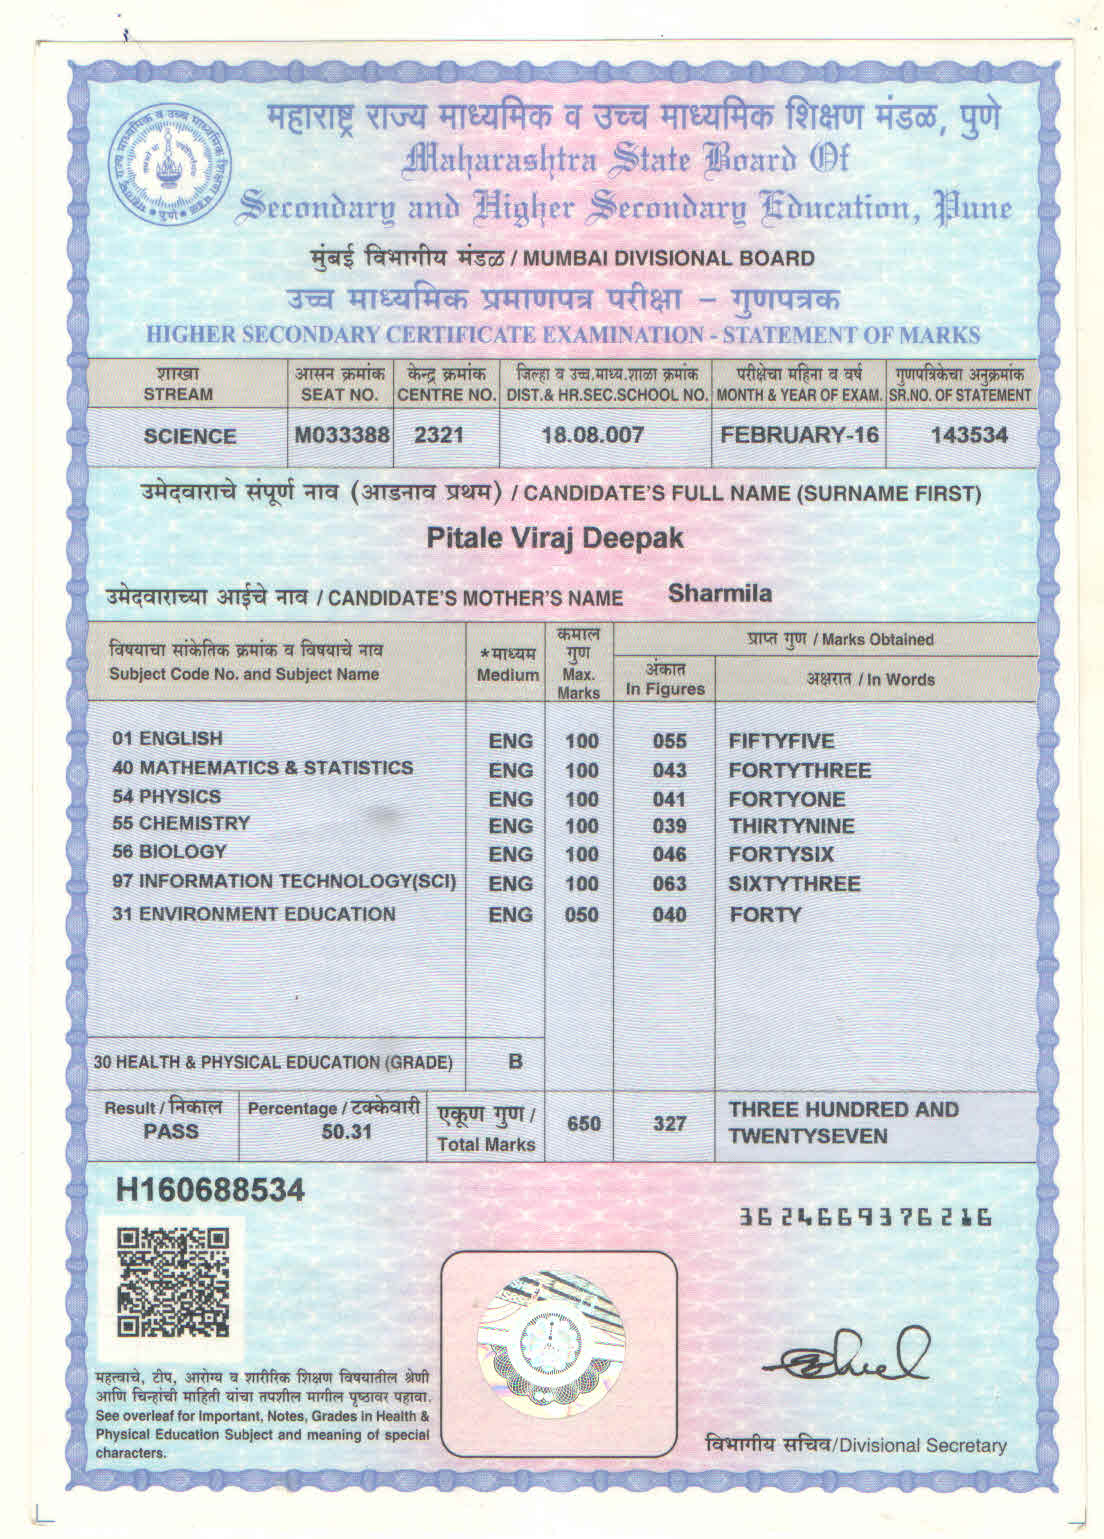 महाराष्ट्र राज्य माध्यमिक व उच्च माध्यमिक शिक्षण मंडळ, पुणे
Maharashtra State Board Of
Secondary and Higher Secondary Education, Pune
मुंबई विभागीय मंडळ / MUMBAI DIVISIONAL BOARD
उच्च माध्यमिक प्रमाणपत्र परीक्षा – गुणपत्रक
HIGHER SECONDARY CERTIFICATE EXAMINATION - STATEMENT OF MARKS
शाखा आसन क्रमांक केन्द्र क्रमांक जिल्हा व उच्च.माध्य.शाळा क्रमांक परीक्षेचा महिना व वर्ष गुणपत्रिकेचा अनुक्रमांक
STREAM SEAT NO. CENTRE NO. DIST.& HR.SEC.SCHOOL NO. MONTH & YEAR OF EXAM. SR.NO. OF STATEMENT
SCIENCE M033388 2321 18.08.007 FEBRUARY-16 143534
उमेदवाराचे संपूर्ण नाव (आडनाव प्रथम) / CANDIDATE'S FULL NAME (SURNAME FIRST)
Pitale Viraj Deepak
उमेदवाराच्या आईचे नाव / CANDIDATE'S MOTHER'S NAME Sharmila
विषयाचा सांकेतिक क्रमांक व विषयाचे नाव
Subject Code No. and Subject Name
*माध्यम
Medium
कमाल
गुण
Max.
Marks
प्राप्त गुण / Marks Obtained
अंकात
In Figures
अक्षरात / In Words
01 ENGLISH ENG 100 055 FIFTYFIVE
40 MATHEMATICS & STATISTICS ENG 100 043 FORTYTHREE
54 PHYSICS ENG 100 041 FORTYONE
55 CHEMISTRY ENG 100 039 THIRTYNINE
56 BIOLOGY ENG 100 046 FORTYSIX
97 INFORMATION TECHNOLOGY(SCI) ENG 100 063 SIXTYTHREE
31 ENVIRONMENT EDUCATION ENG 050 040 FORTY
30 HEALTH & PHYSICAL EDUCATION (GRADE) B
Result / निकाल
PASS
Percentage / टक्केवारी
50.31
एकूण गुण /
Total Marks
650 327
THREE HUNDRED AND
TWENTYSEVEN
H160688534
3624669376216
महत्वाचे, टीप, आरोग्य व शारीरिक शिक्षण विषयातील श्रेणी
आणि चिन्हांची माहिती यांचा तपशील मागील पृष्ठावर पहावा.
See overleaf for Important, Notes, Grades in Health &
Physical Education Subject and meaning of special
characters.
विभागीय सचिव/Divisional Secretary